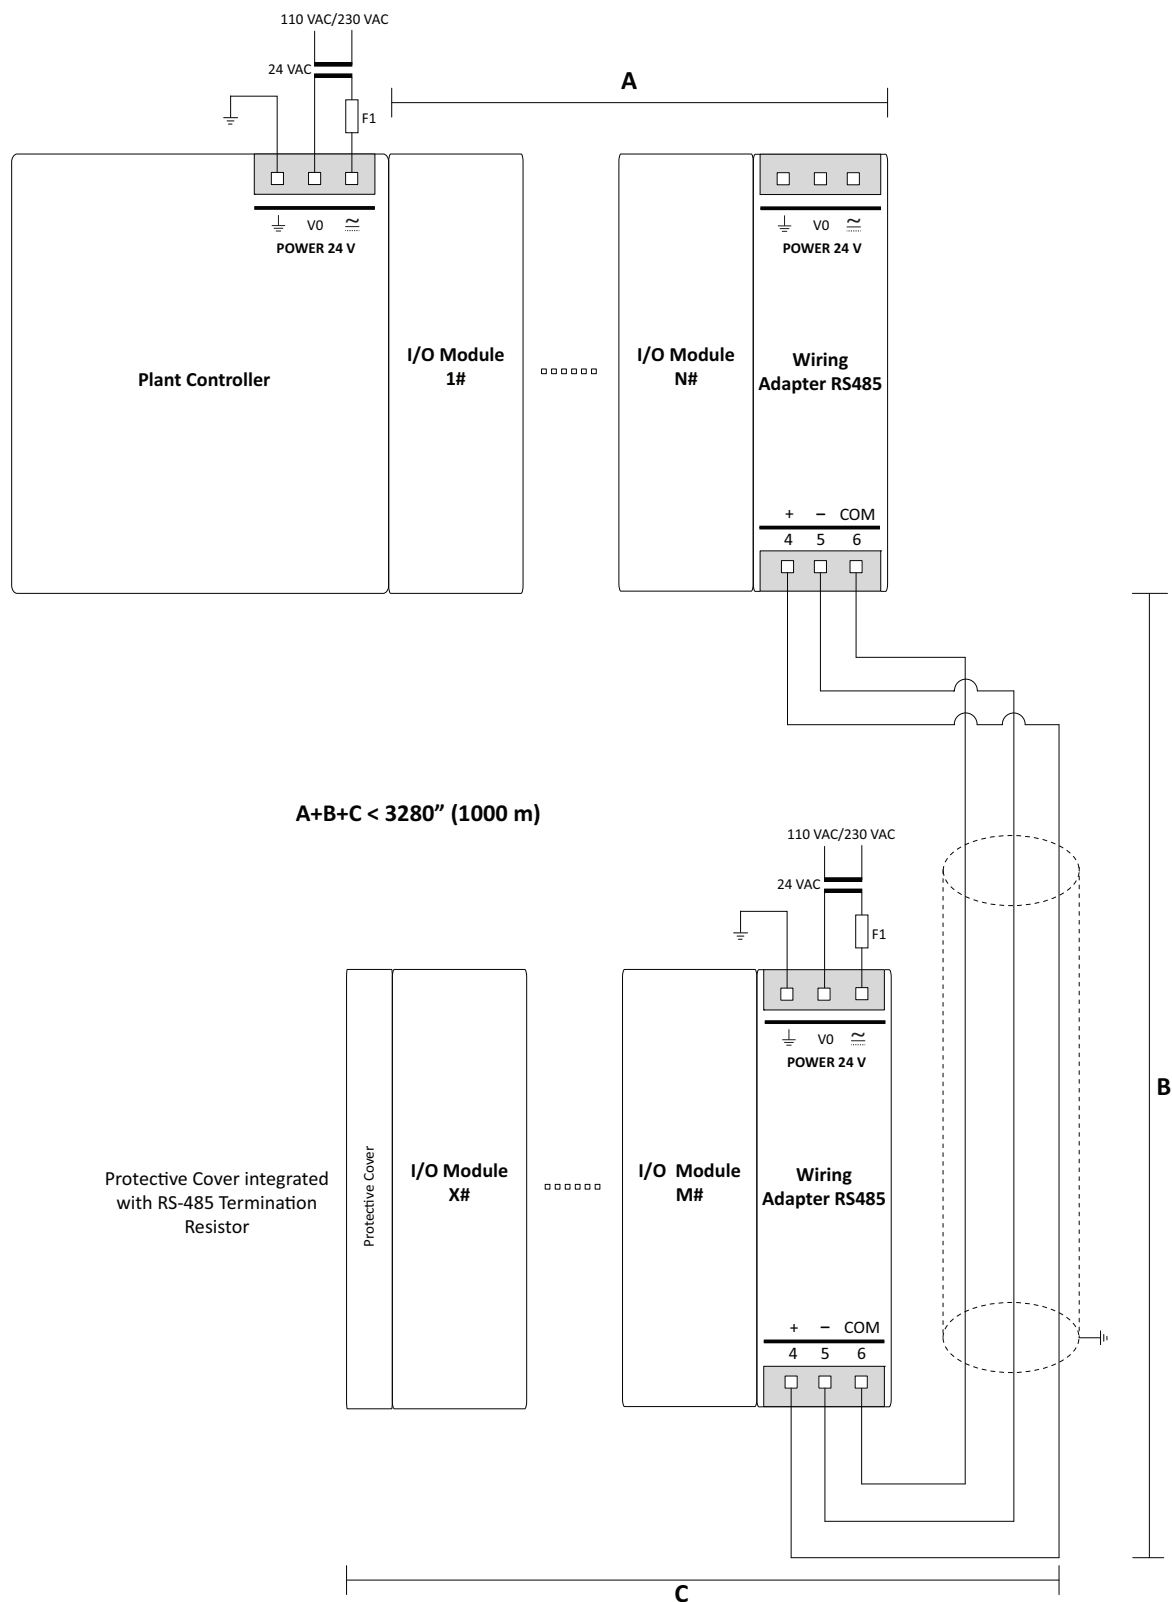 110 VAC/230 VAC
24 VAC
F1
A
V0
POWER 24 V
V0
POWER 24 V
Plant Controller
I/O Module
1#
I/O Module
N#
Wiring
Adapter RS485
+ – COM
4 5 6
A+B+C < 3280” (1000 m)
110 VAC/230 VAC
24 VAC
F1
V0
POWER 24 V
B
Protective Cover integrated
with RS-485 Termination
Resistor
Protective Cover
I/O Module
X#
I/O Module
M#
Wiring
Adapter RS485
+ – COM
4 5 6
C